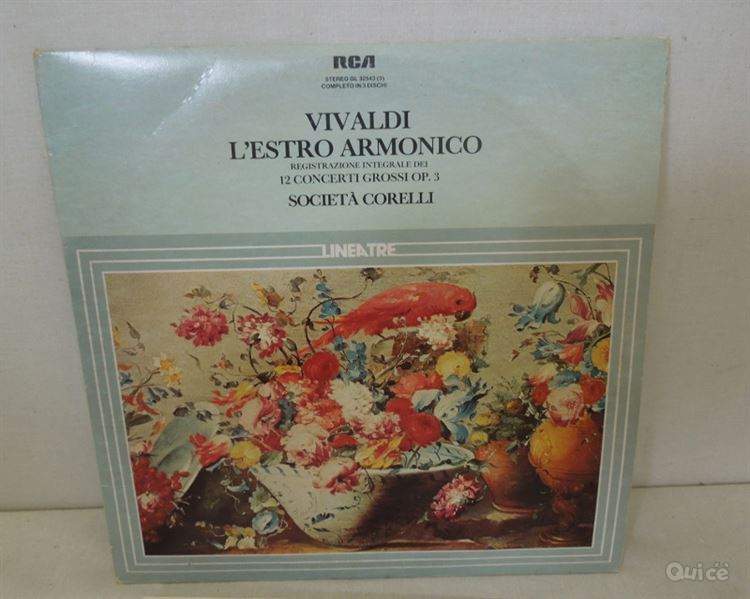 RCA
STEREO GL 32543 (3)
COMPLETO IN 3 DISCHI
VIVALDI
L'ESTRO ARMONICO
REGISTRAZIONE INTEGRALE DEI
12 CONCERTI GROSSI OP. 3
SOCIETÀ CORELLI
LINEATRE
Quicè